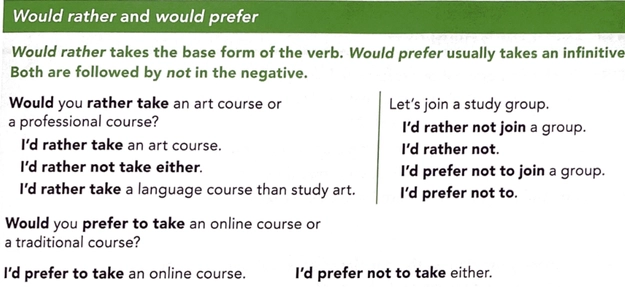 Would rather and would prefer
Would rather takes the base form of the verb. Would prefer usually takes an infinitive
Both are followed by not in the negative.
Would you rather take an art course or
a professional course?
I'd rather take an art course.
I'd rather not take either.
I'd rather take a language course than study art.
Let's join a study group.
I'd rather not join a group.
I'd rather not.
I'd prefer not to join a group.
I'd prefer not to.
Would you prefer to take an online course or
a traditional course?
I'd prefer to take an online course.
I'd prefer not to take either.